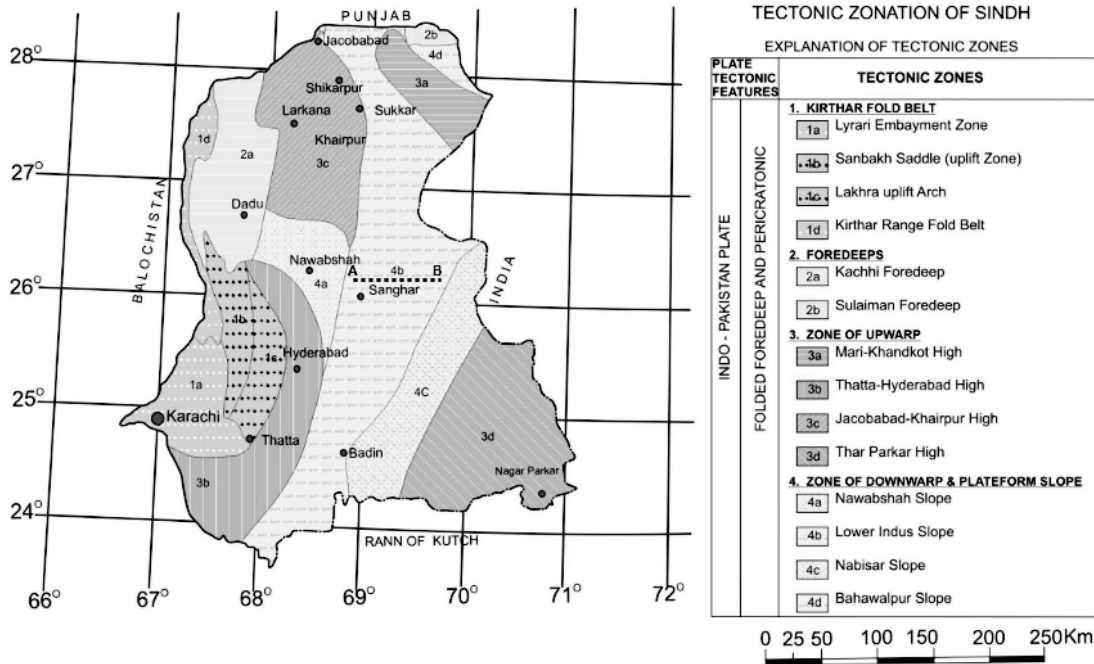 PUNJAB
28°
27°
26°
25°
24°
2b
4d
3a
Jacobabad
Shikarpur
Larkana
Sukkar
Khairpur
3c
1d
2a
Dadu
BALOCHISTAN
Nawabshah
4a
A
4b
B
Sanghar
INDIA
1b
1c
Hyderabad
1a
4C
Karachi
Thatta
3d
Badin
Nagar Parkar
3b
RANN OF KUTCH
66°
67°
68°
69°
70°
71°
72°
TECTONIC ZONATION OF SINDH
EXPLANATION OF TECTONIC ZONES
PLATE
TECTONIC
FEATURES
TECTONIC ZONES
INDO - PAKISTAN PLATE
FOLDED FOREDEEP AND PERICRATONIC
1. KIRTHAR FOLD BELT
1a Lyrari Embayment Zone
1b Sanbakh Saddle (uplift Zone)
1c Lakhra uplift Arch
1d Kirthar Range Fold Belt
2. FOREDEEPS
2a Kachhi Foredeep
2b Sulaiman Foredeep
3. ZONE OF UPWARP
3a Mari-Khandkot High
3b Thatta-Hyderabad High
3c Jacobabad-Khairpur High
3d Thar Parkar High
4. ZONE OF DOWNWARP & PLATEFORM SLOPE
4a Nawabshah Slope
4b Lower Indus Slope
4c Nabisar Slope
4d Bahawalpur Slope
0 25 50 100 150 200 250Km